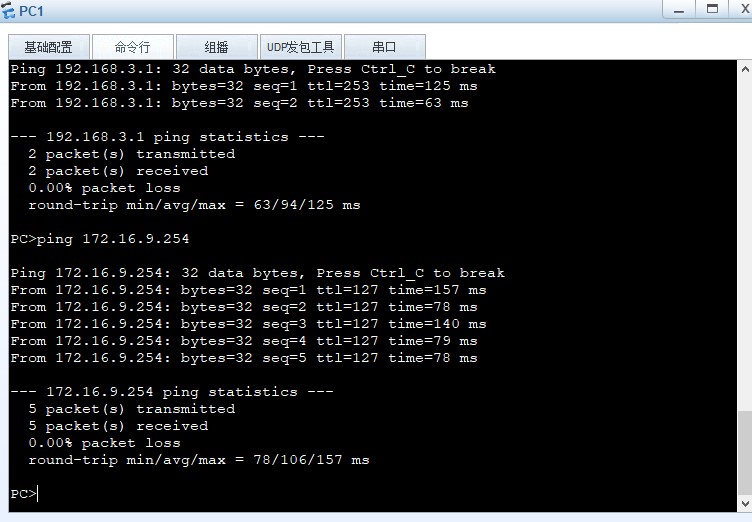 PC1
基础配置 命令行 组播 UDP发包工具 串口
Ping 192.168.3.1: 32 data bytes, Press Ctrl_C to break
From 192.168.3.1: bytes=32 seq=1 ttl=253 time=125 ms
From 192.168.3.1: bytes=32 seq=2 ttl=253 time=63 ms
--- 192.168.3.1 ping statistics ---
2 packet(s) transmitted
2 packet(s) received
0.00% packet loss
round-trip min/avg/max = 63/94/125 ms
PC>ping 172.16.9.254
Ping 172.16.9.254: 32 data bytes, Press Ctrl_C to break
From 172.16.9.254: bytes=32 seq=1 ttl=127 time=157 ms
From 172.16.9.254: bytes=32 seq=2 ttl=127 time=78 ms
From 172.16.9.254: bytes=32 seq=3 ttl=127 time=140 ms
From 172.16.9.254: bytes=32 seq=4 ttl=127 time=79 ms
From 172.16.9.254: bytes=32 seq=5 ttl=127 time=78 ms
--- 172.16.9.254 ping statistics ---
5 packet(s) transmitted
5 packet(s) received
0.00% packet loss
round-trip min/avg/max = 78/106/157 ms
PC>